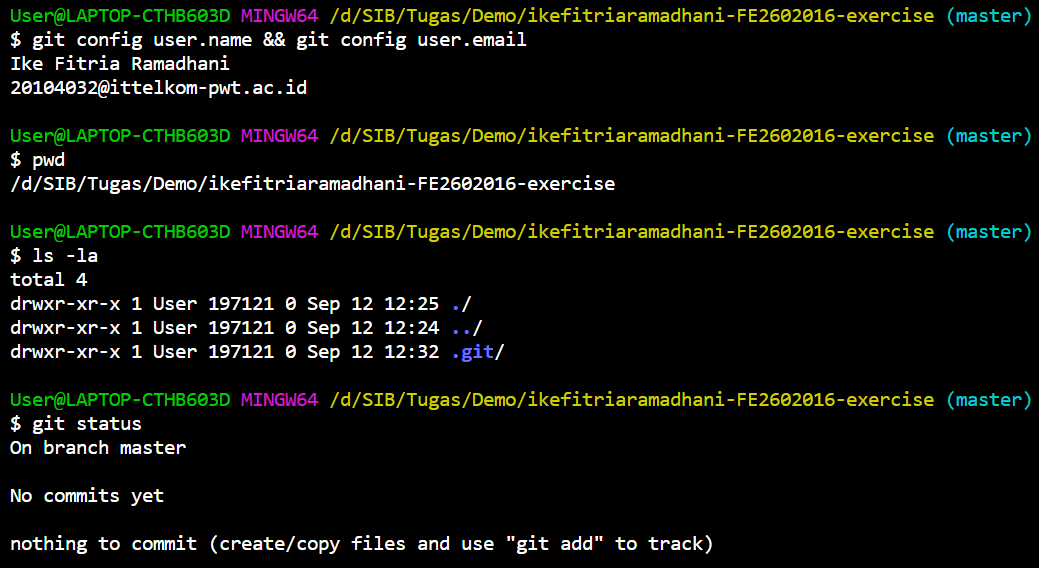 User@LAPTOP-CTHB603D MINGW64 /d/SIB/Tugas/Demo/ikefitriaramadhani-FE2602016-exercise (master)
$ git config user.name && git config user.email
Ike Fitria Ramadhani
20104032@ittelkom-pwt.ac.id

User@LAPTOP-CTHB603D MINGW64 /d/SIB/Tugas/Demo/ikefitriaramadhani-FE2602016-exercise (master)
$ pwd
/d/SIB/Tugas/Demo/ikefitriaramadhani-FE2602016-exercise

User@LAPTOP-CTHB603D MINGW64 /d/SIB/Tugas/Demo/ikefitriaramadhani-FE2602016-exercise (master)
$ ls -la
total 4
drwxr-xr-x 1 User 197121 0 Sep 12 12:25 ./
drwxr-xr-x 1 User 197121 0 Sep 12 12:24 ../
drwxr-xr-x 1 User 197121 0 Sep 12 12:32 .git/

User@LAPTOP-CTHB603D MINGW64 /d/SIB/Tugas/Demo/ikefitriaramadhani-FE2602016-exercise (master)
$ git status
On branch master

No commits yet

nothing to commit (create/copy files and use "git add" to track)